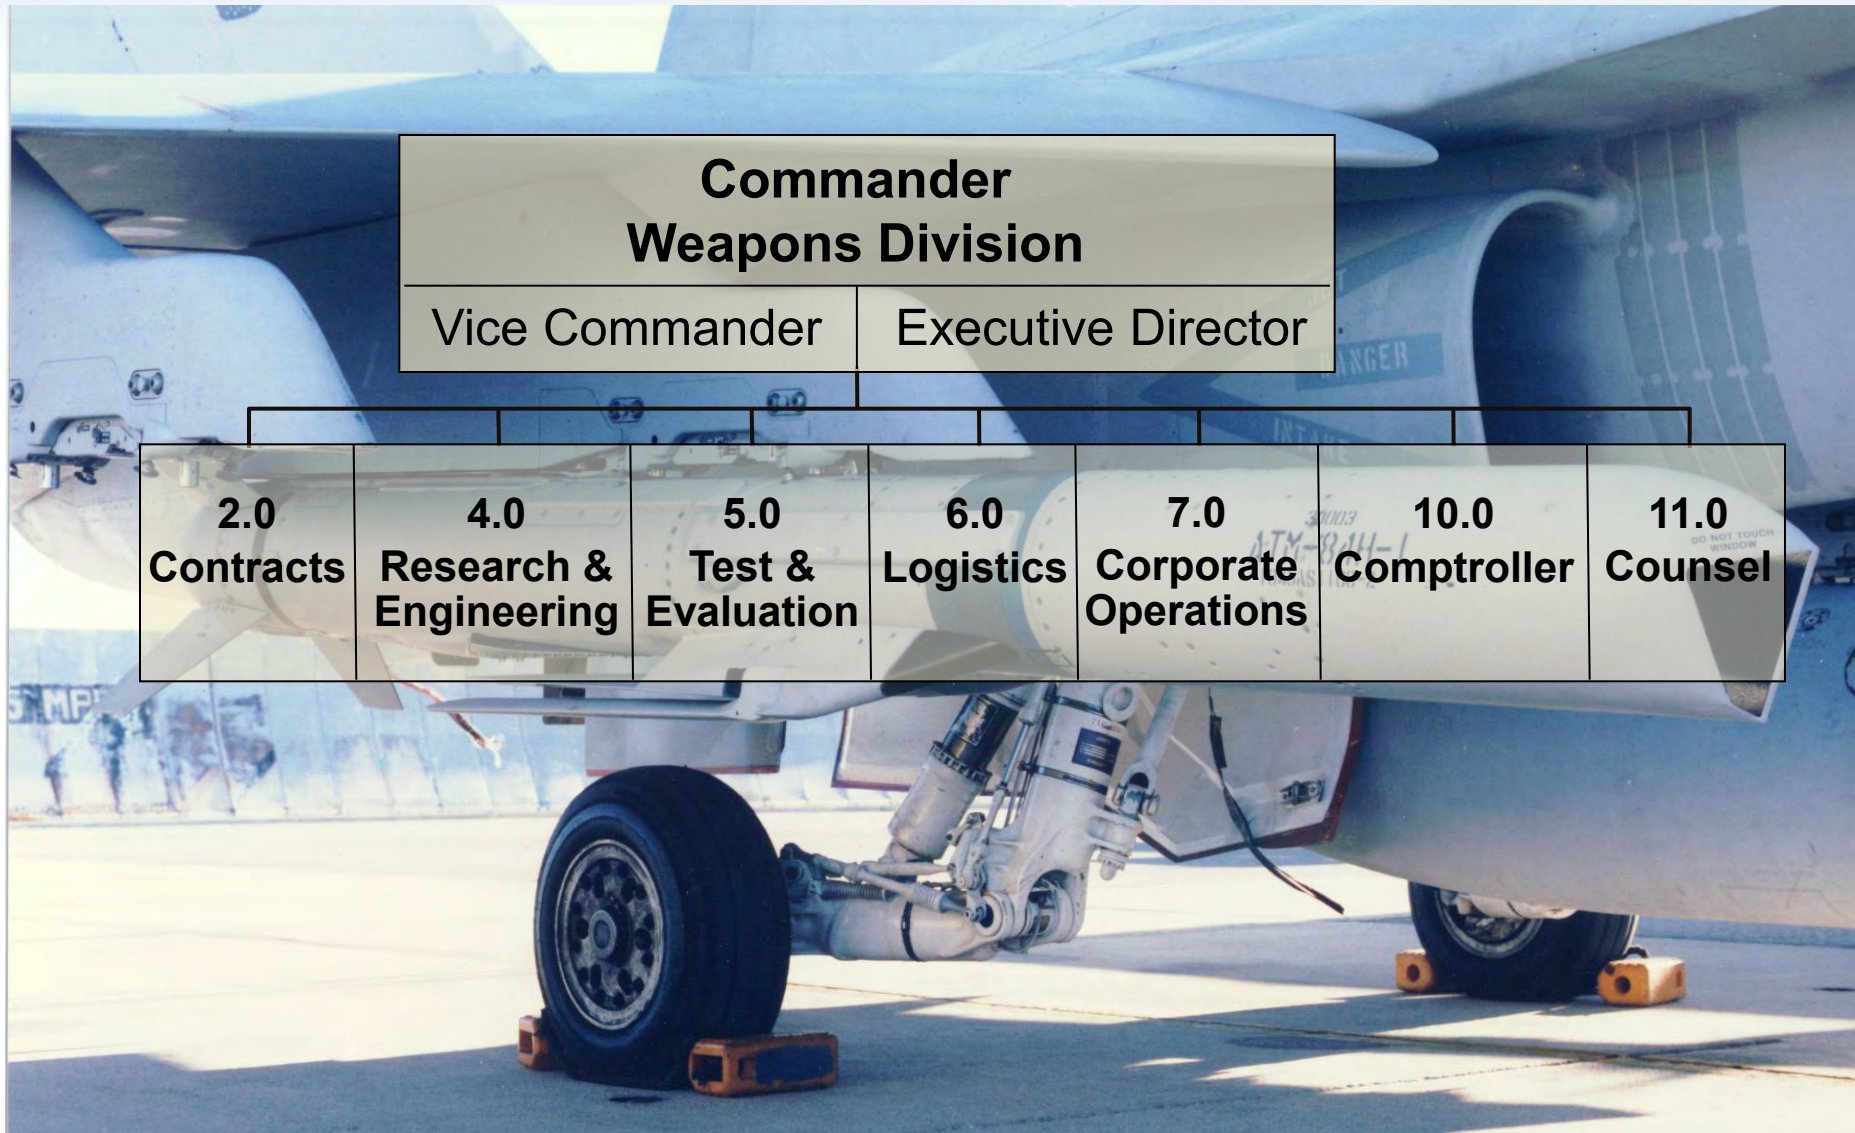 Commander
Weapons Division
Vice Commander
Executive Director
2.0
Contracts
4.0
Research &
Engineering
5.0
Test &
Evaluation
6.0
Logistics
7.0
Corporate
Operations
10.0
Comptroller
11.0
Counsel
DANGER
INTAKE
30003
ATM-84H-1
DO NOT TOUCH
WINDOW